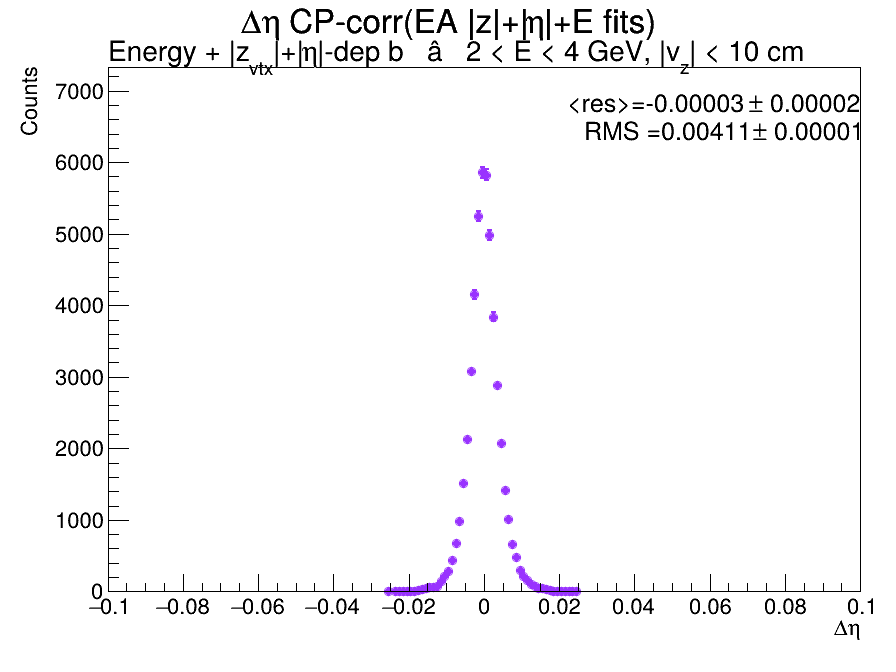 Δη CP-corr(EA |z|+|η|+E fits)
Energy + |z_vtx|+|η|-dep b â 2 < E < 4 GeV, |v_z| < 10 cm
Counts
<res>=-0.00003± 0.00002
RMS =0.00411± 0.00001
7000
6000
5000
4000
3000
2000
1000
0
−0.1 −0.08 −0.06 −0.04 −0.02 0 0.02 0.04 0.06 0.08 0.1
Δη